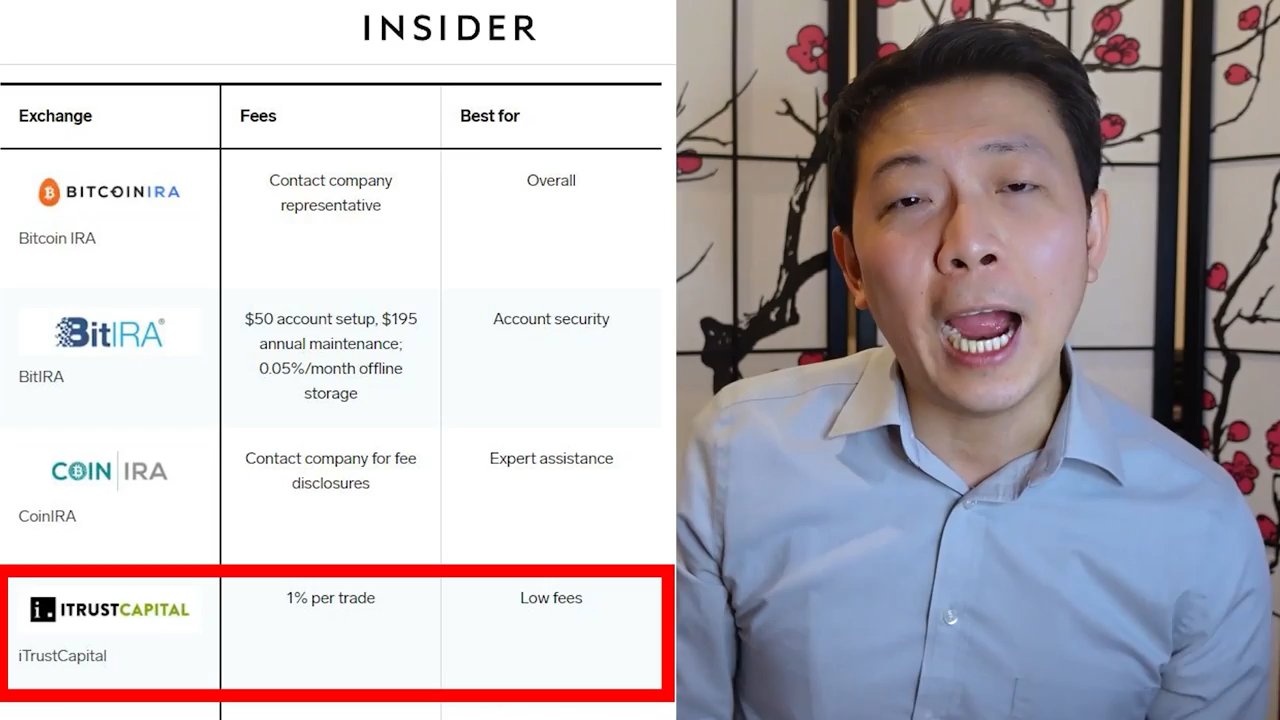 INSIDER
Exchange Fees Best for
BITCOINIRA
Bitcoin IRA
Contact company
representative
Overall
BitIRA®
BitIRA
$50 account setup, $195
annual maintenance;
0.05%/month offline
storage
Account security
COIN IRA
CoinIRA
Contact company for fee
disclosures
Expert assistance
i. ITRUSTCAPITAL
iTrustCapital
1% per trade
Low fees